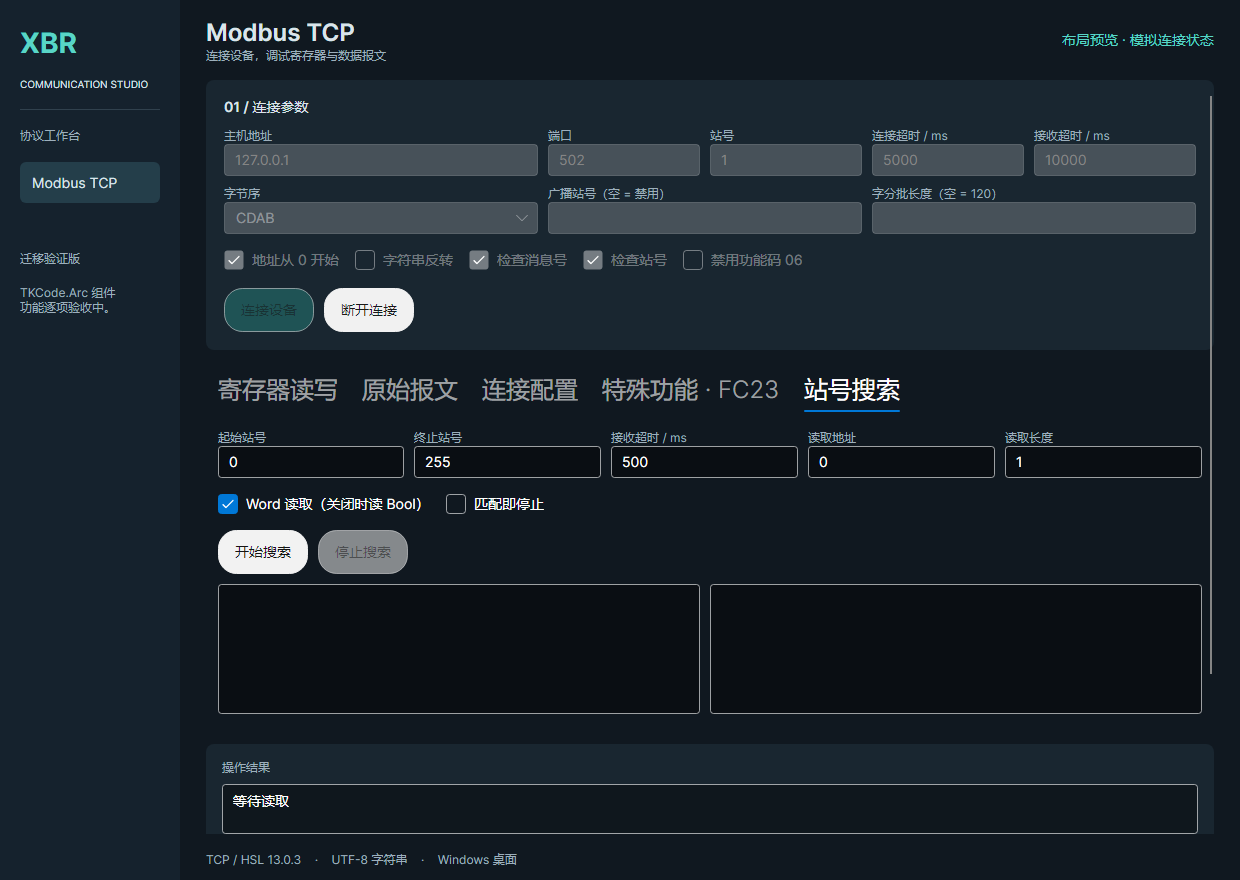 XBR
COMMUNICATION STUDIO
协议工作台
Modbus TCP
迁移验证版
TKCode.Arc 组件
功能逐项验收中。
Modbus TCP
连接设备，调试寄存器与数据报文
布局预览 · 模拟连接状态
01 / 连接参数
主机地址 端口 站号 连接超时 / ms 接收超时 / ms
127.0.0.1 502 1 5000 10000
字节序 广播站号（空 = 禁用） 字分批长度（空 = 120）
CDAB
地址从 0 开始 字符串反转 检查消息号 检查站号 禁用功能码 06
连接设备 断开连接
寄存器读写 原始报文 连接配置 特殊功能 · FC23 站号搜索
起始站号 终止站号 接收超时 / ms 读取地址 读取长度
0 255 500 0 1
Word 读取（关闭时读 Bool） 匹配即停止
开始搜索 停止搜索
操作结果
等待读取
TCP / HSL 13.0.3 · UTF-8 字符串 · Windows 桌面